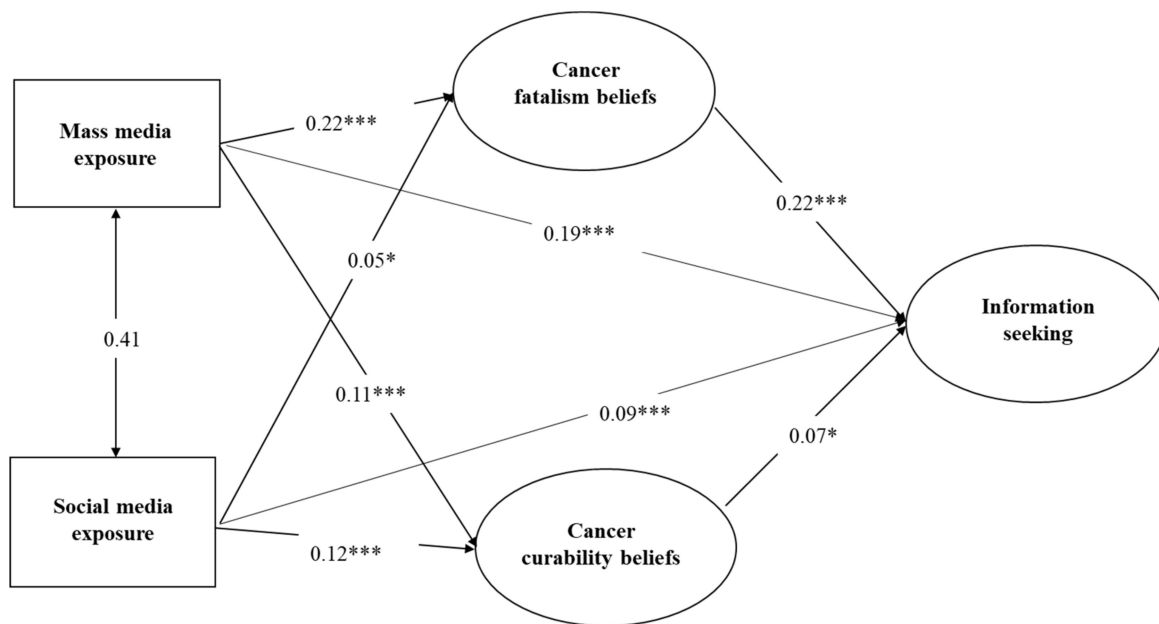 Cancer
fatalism beliefs
Mass media
exposure
0.22***
0.22***
0.19***
0.05*
Information
seeking
0.41
0.11***
0.09***
0.07*
Social media
exposure
Cancer
curability beliefs
0.12***